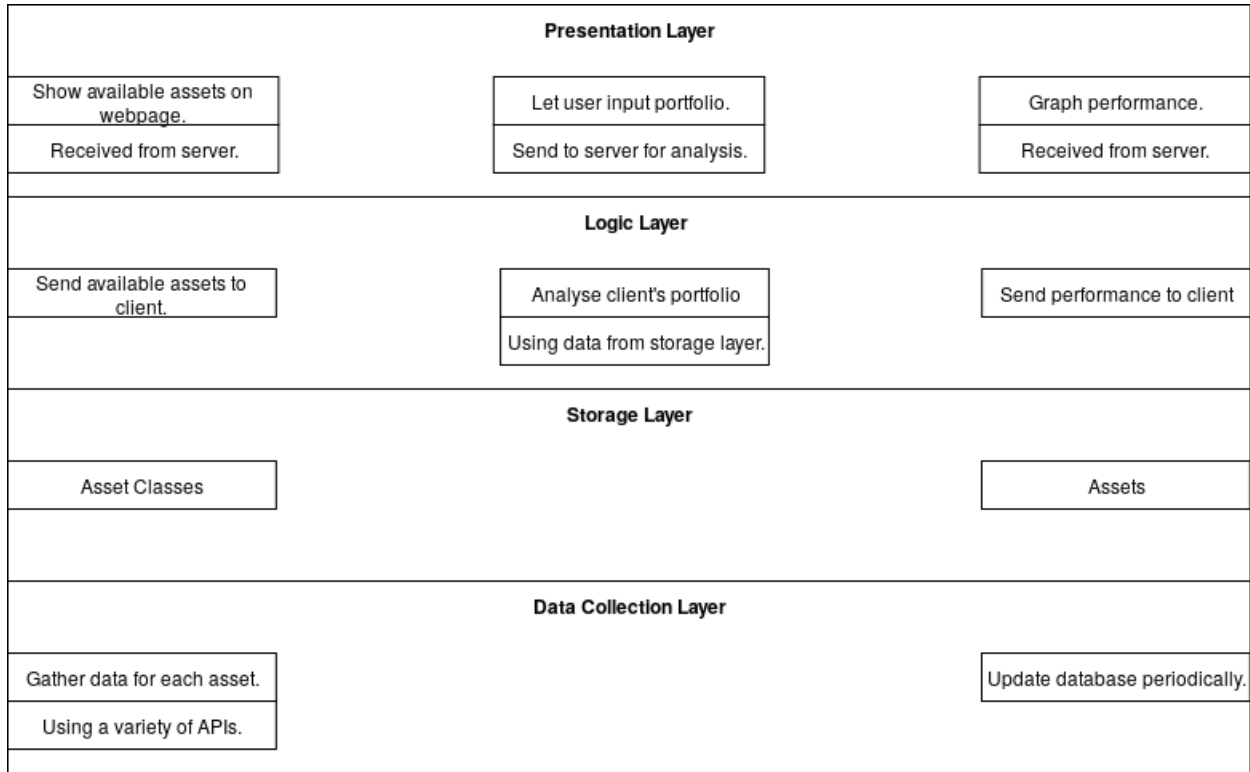 Presentation Layer
Show available assets on
webpage.
Let user input portfolio.
Graph performance.
Received from server.
Send to server for analysis.
Received from server.
Logic Layer
Send available assets to
client.
Analyse client's portfolio
Send performance to client
Using data from storage layer.
Storage Layer
Asset Classes
Assets
Data Collection Layer
Gather data for each asset.
Update database periodically.
Using a variety of APIs.